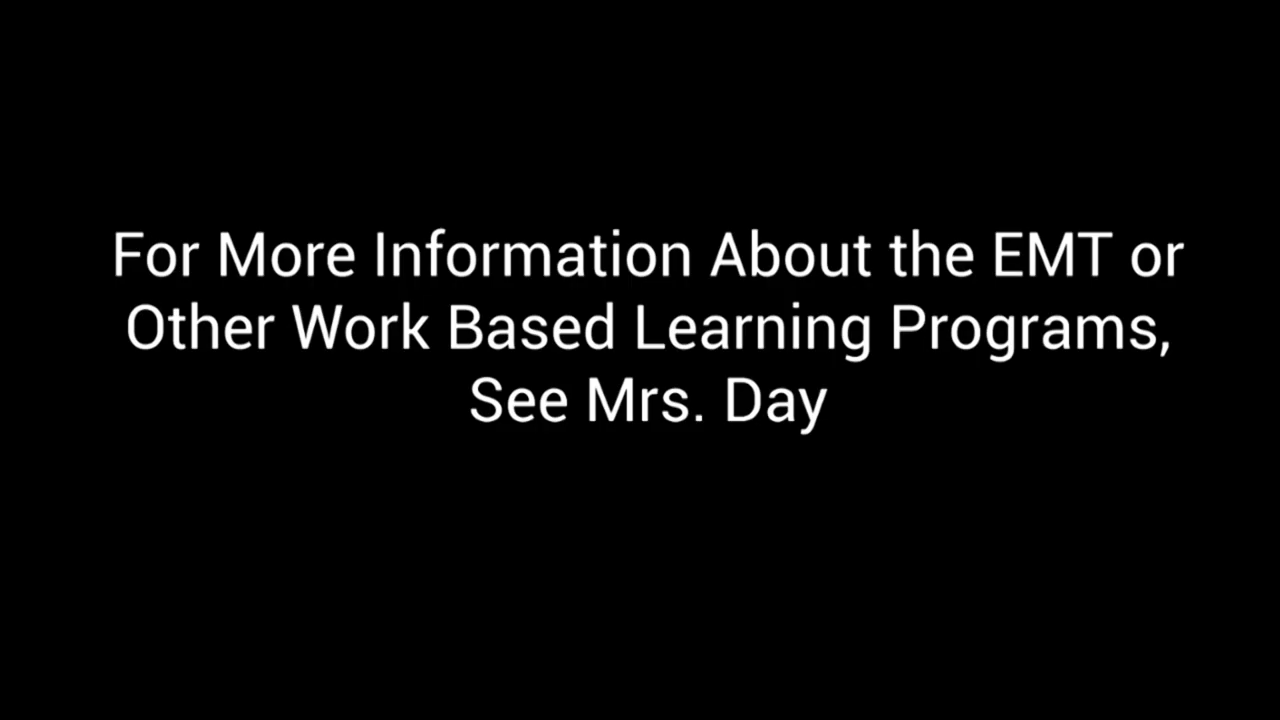 For More Information About the EMT or
Other Work Based Learning Programs,
See Mrs. Day